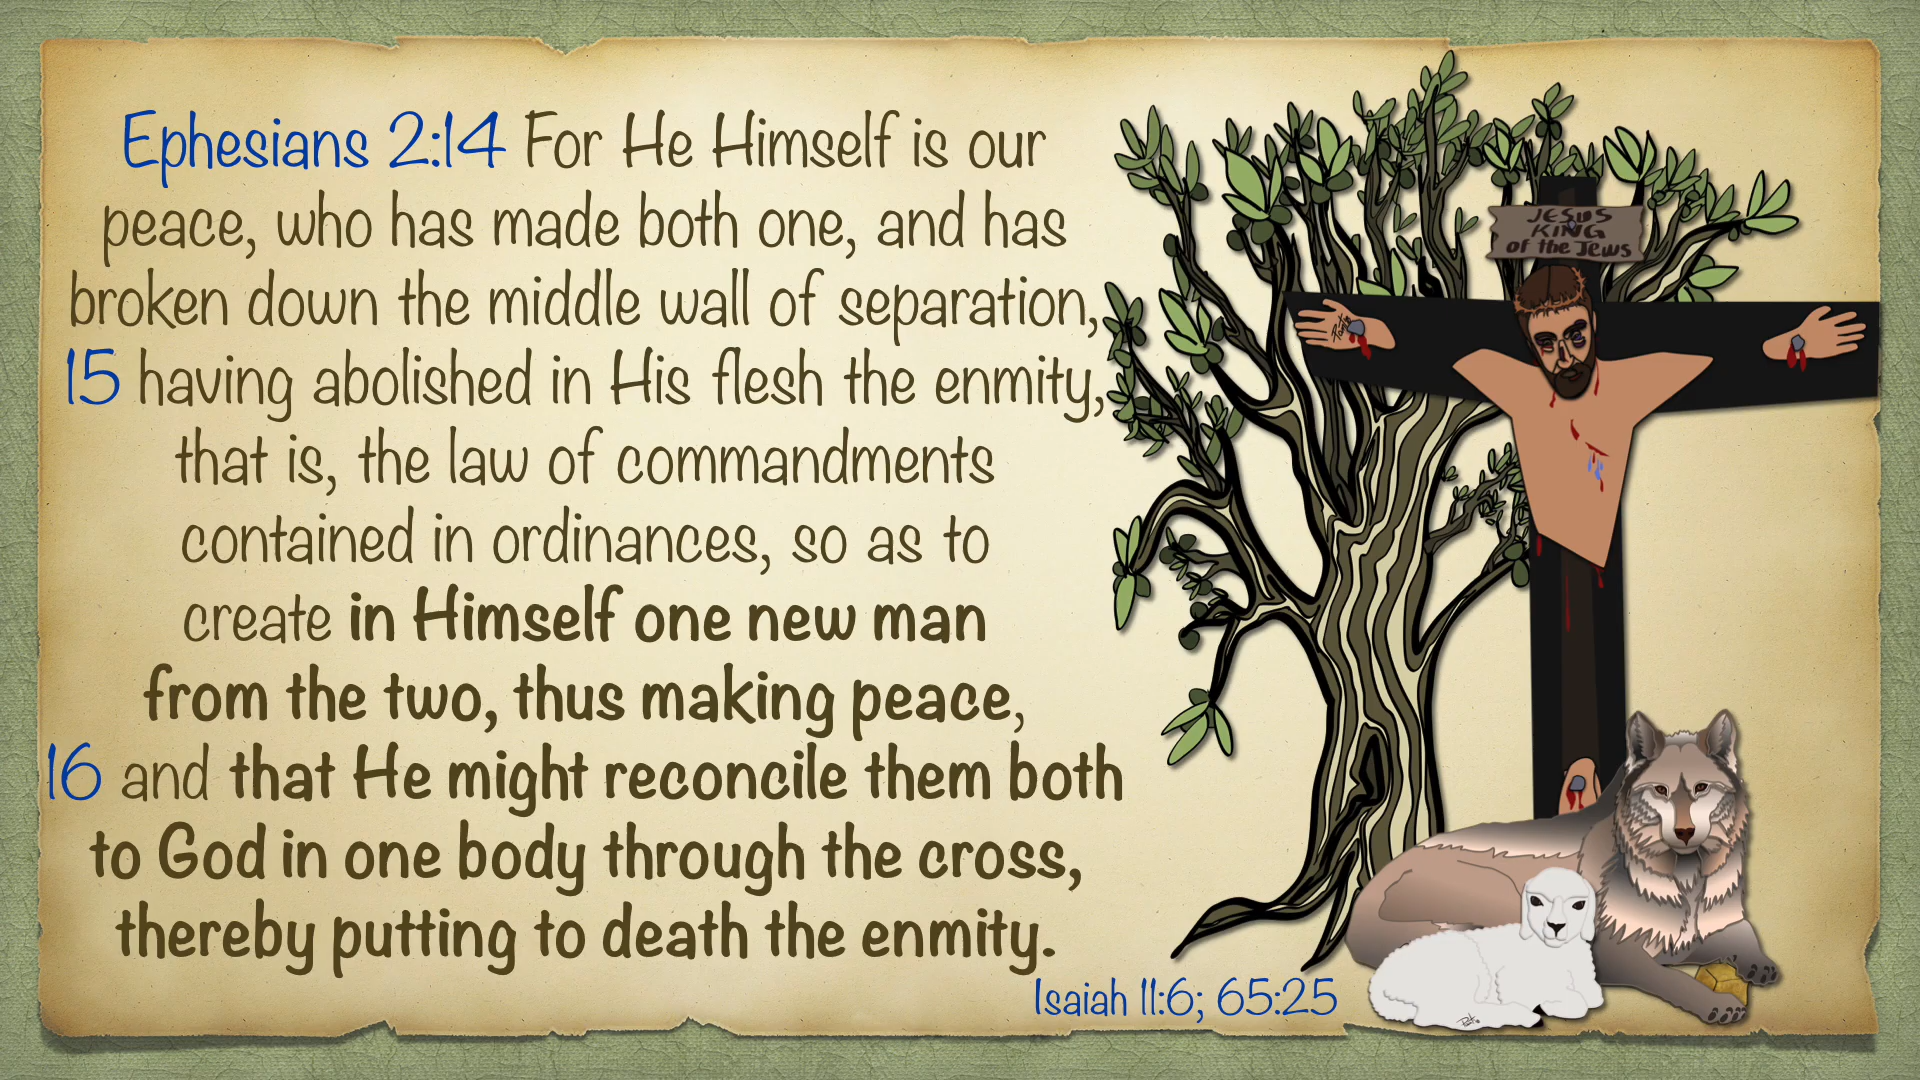 Ephesians 2:14 For He Himself is our
peace, who has made both one, and has
broken down the middle wall of separation,
15 having abolished in His flesh the enmity,
that is, the law of commandments
contained in ordinances, so as to
create in Himself one new man
from the two, thus making peace,
16 and that He might reconcile them both
to God in one body through the cross,
thereby putting to death the enmity.
Isaiah 11:6; 65:25
JESUS
KING
of the Jews